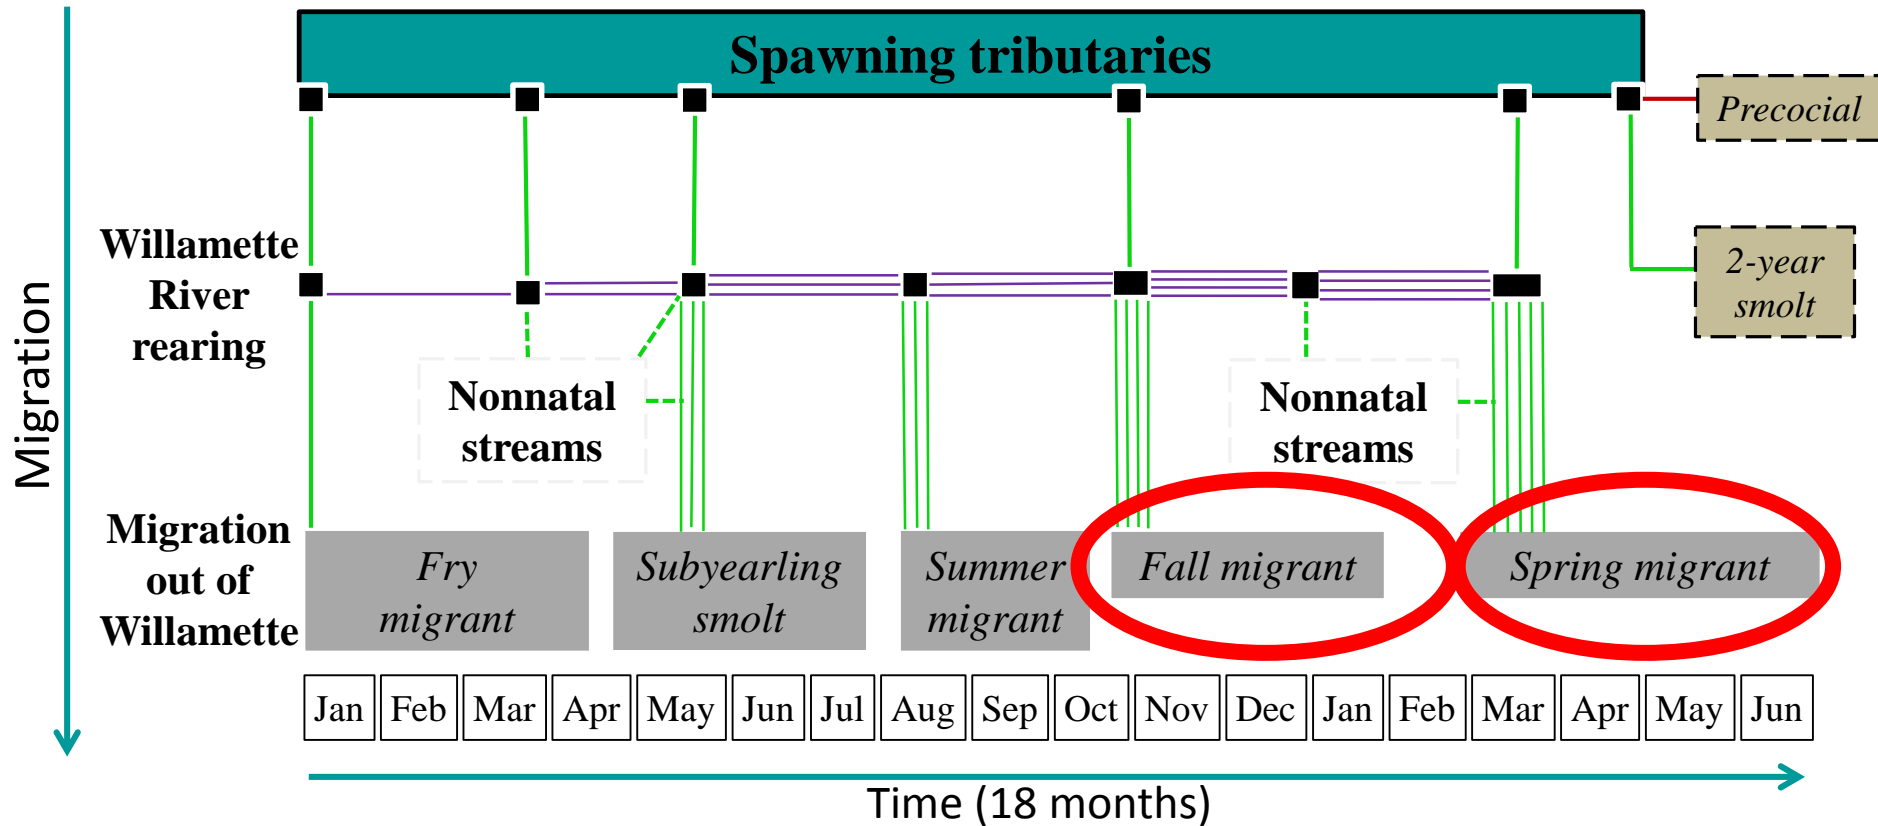 Spawning tributaries
Precocial
Willamette
River
rearing
2-year
smolt
Migration
Nonnatal
streams
Nonnatal
streams
Migration
out of
Willamette
Fry
migrant
Subyearling
smolt
Summer
migrant
Fall migrant
Spring migrant
Jan Feb Mar Apr May Jun Jul Aug Sep Oct Nov Dec Jan Feb Mar Apr May Jun
Time (18 months)